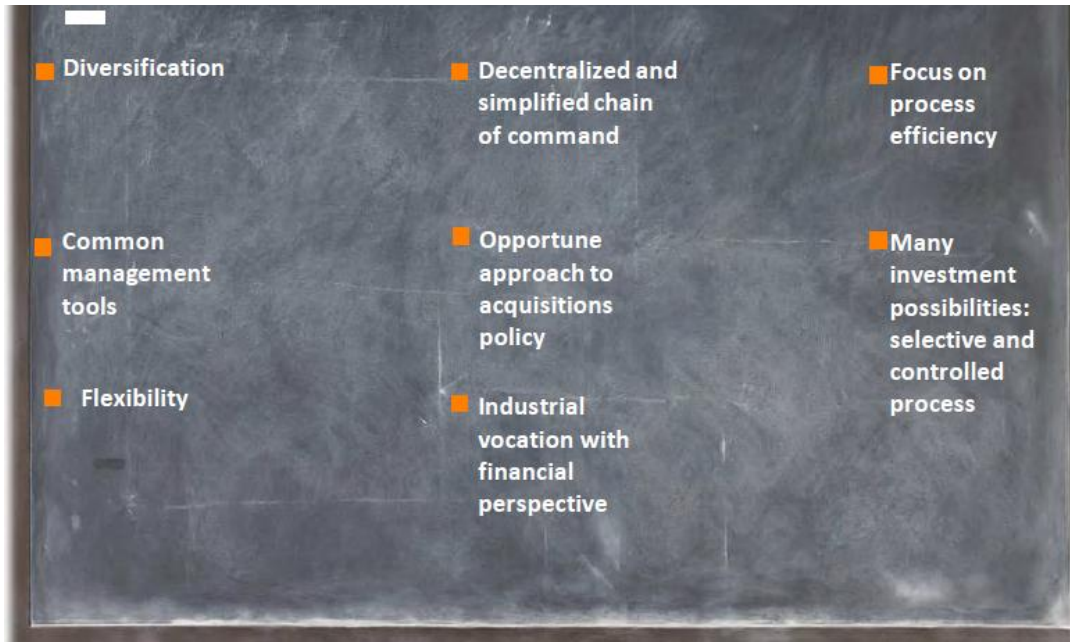 Diversification
Common
management
tools
Flexibility
Decentralized and
simplified chain
of command
Opportune
approach to
acquisitions
policy
Industrial
vocation with
financial
perspective
Focus on
process
efficiency
Many
investment
possibilities:
selective and
controlled
process